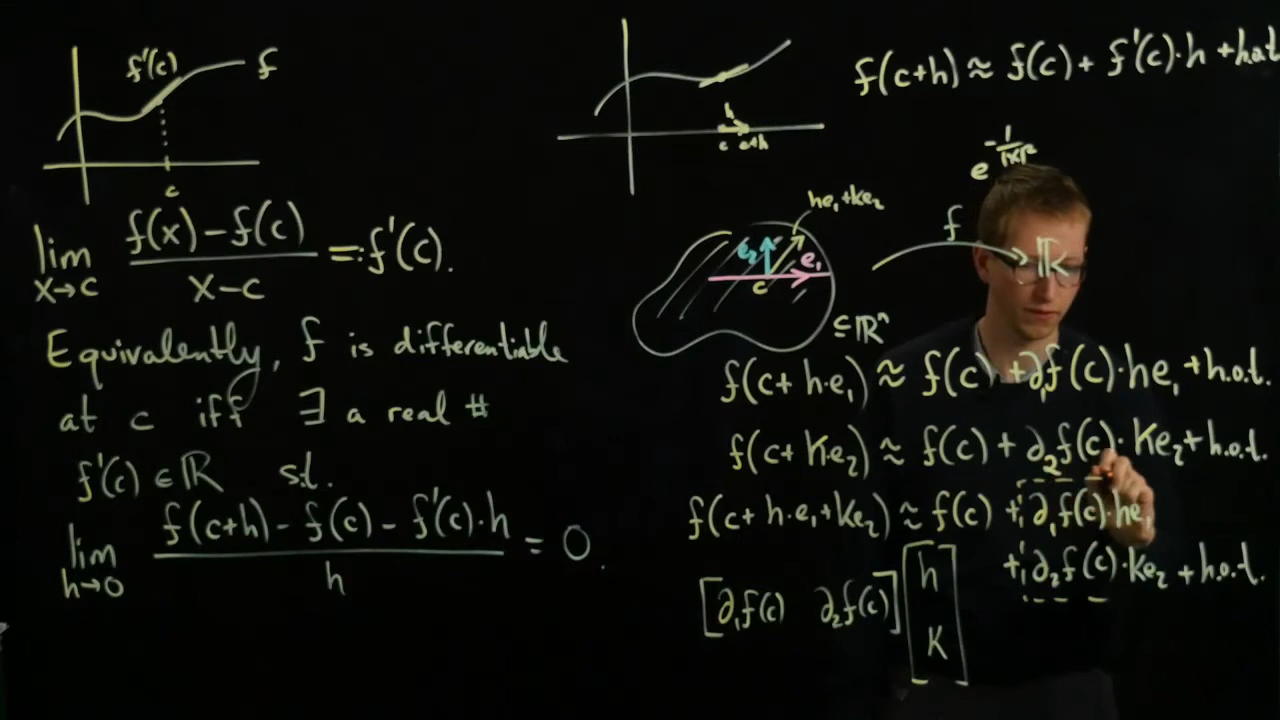 f'(c) f
c
lim x→c (f(x) − f(c))/(x − c) =: f'(c).
Equivalently, f is differentiable
at c iff ∃ a real #
f'(c) ∈ ℝ s.t.
lim h→0 (f(c+h) − f(c) − f'(c)·h)/h = 0.
h
c c+h
f(c+h) ≈ f(c) + f'(c)·h + h.o.t
he₁+ke₂
e₂ e₁
c
⊆ ℝⁿ
f
ℝ
f(c + h·e₁) ≈ f(c) + ∂₁f(c)·he₁ + h.o.t.
f(c + ke₂) ≈ f(c) + ∂₂f(c)·ke₂ + h.o.t.
f(c + h·e₁ + ke₂) ≈ f(c) + ∂₁f(c)·he₁
+ ∂₂f(c)·ke₂ + h.o.t.
[∂₁f(c) ∂₂f(c)] [h
k]